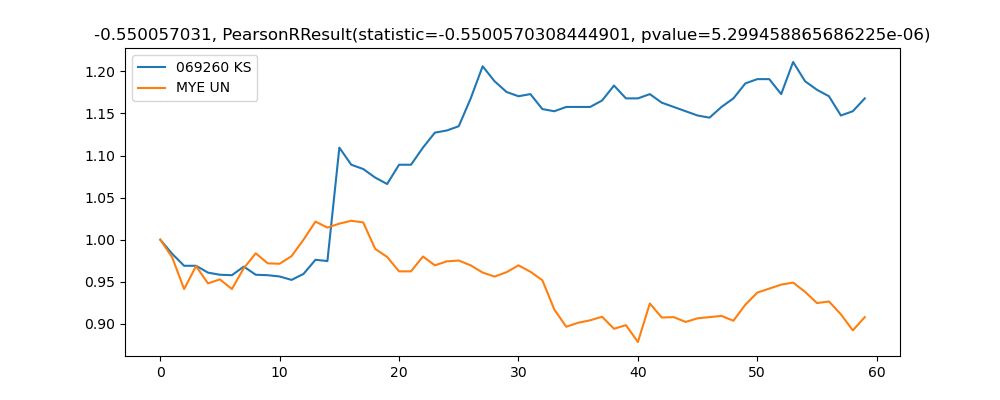 -0.550057031, PearsonRResult(statistic=-0.5500570308444901, pvalue=5.299458865686225e-06)
069260 KS
MYE UN
1.20
1.15
1.10
1.05
1.00
0.95
0.90
0 10 20 30 40 50 60